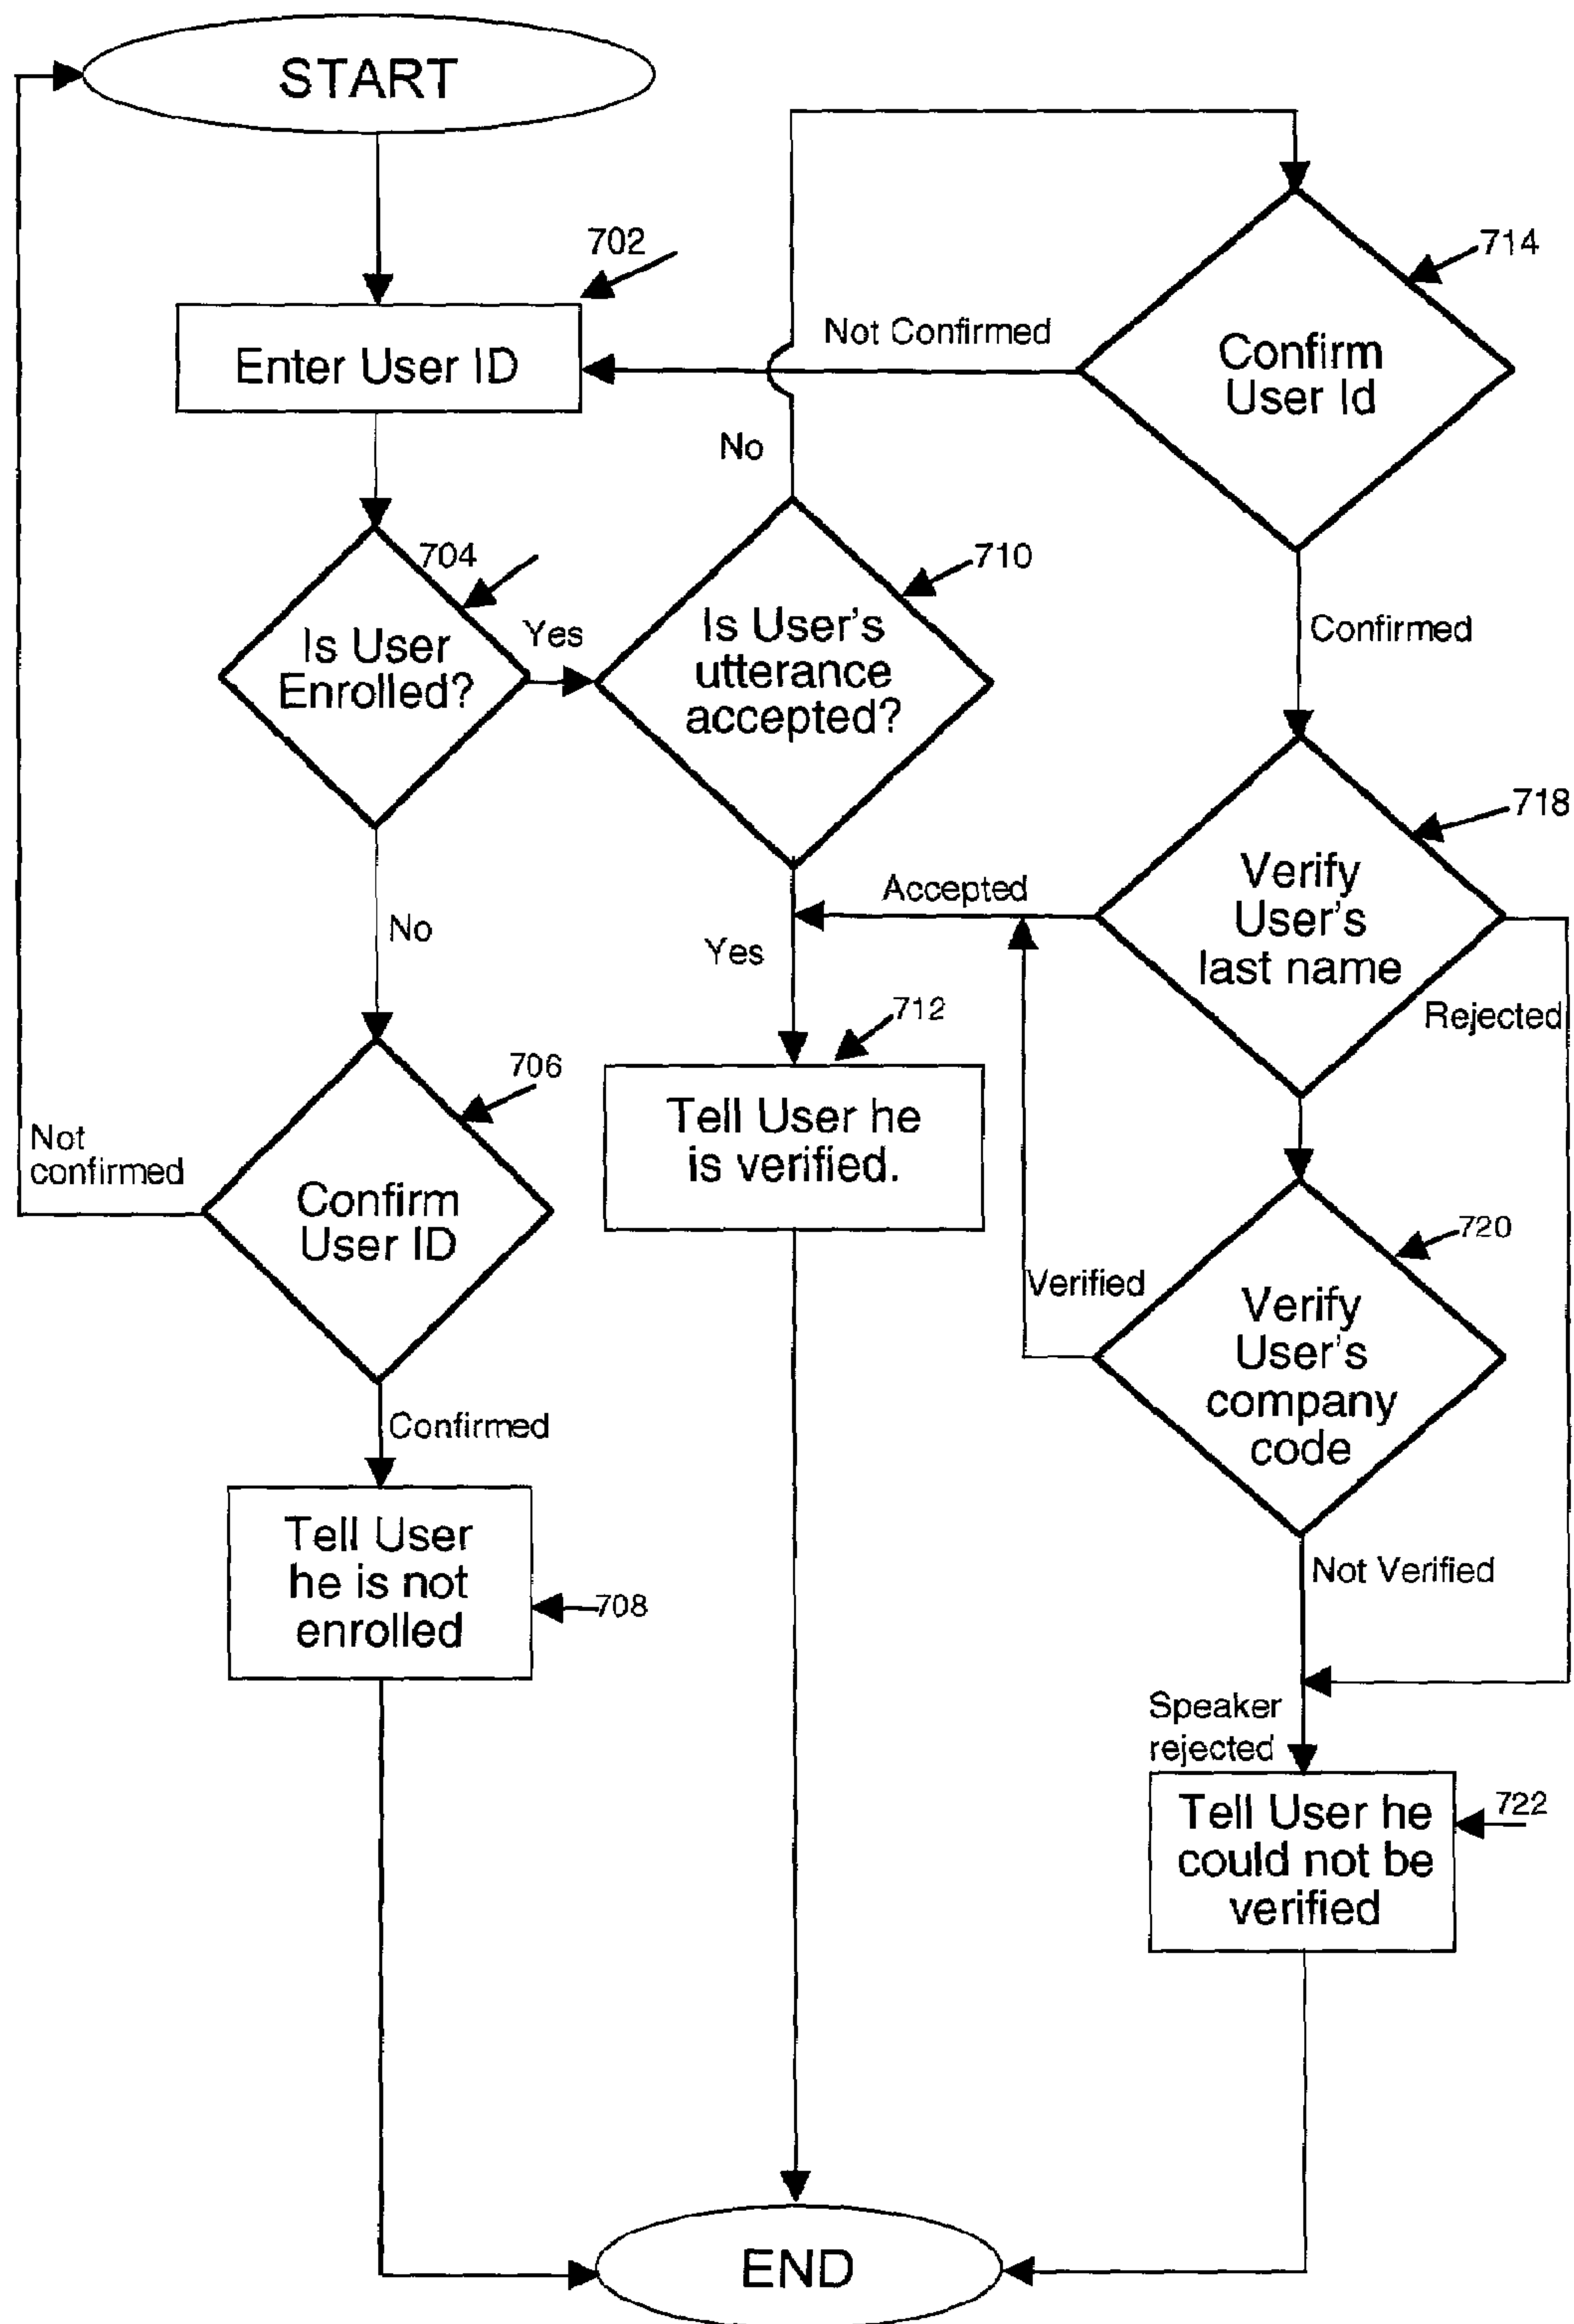 START
702
Enter User ID
Not Confirmed
714
Confirm
User Id
No
704
Is User
Enrolled?
Yes
710
Is User's
utterance
accepted?
Confirmed
718
Verify
User's
last name
Accepted
Yes
Rejected
No
712
Tell User he
is verified.
706
Confirm
User ID
Not
confirmed
Confirmed
720
Verify
User's
company
code
Verified
Not Verified
Tell User
he is not
enrolled
708
Speaker
rejected
722
Tell User he
could not be
verified
END